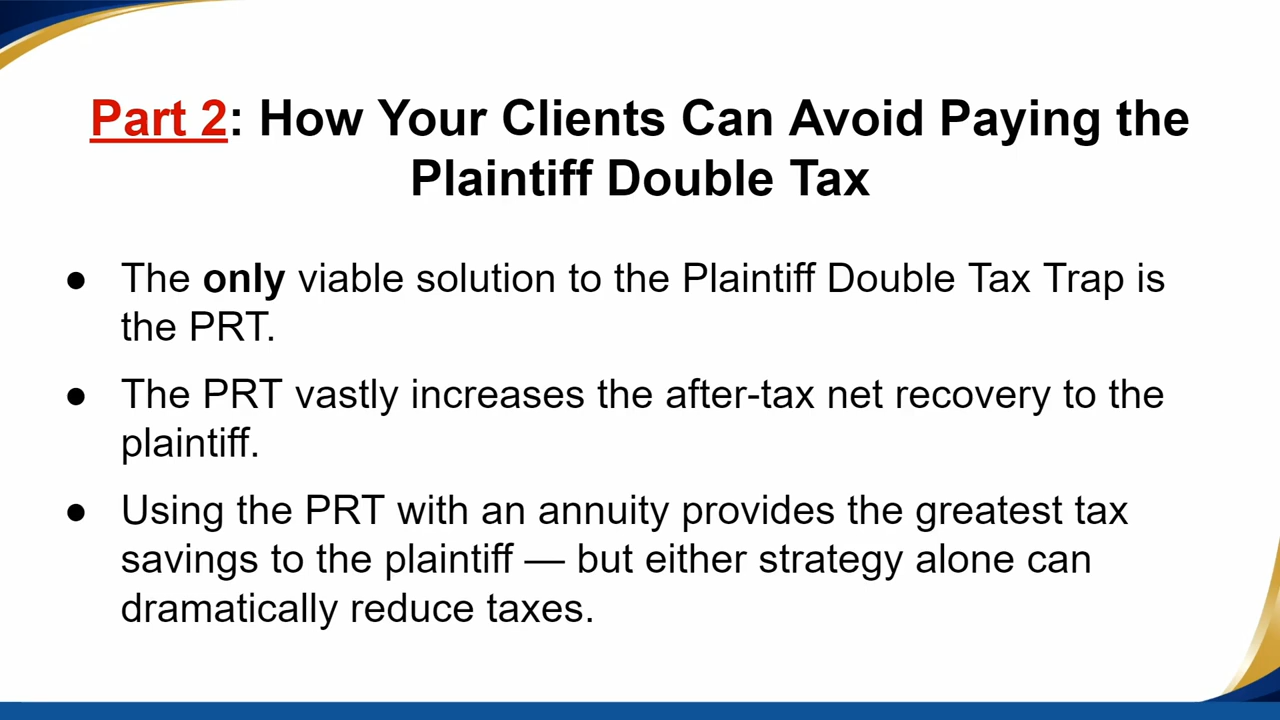 Part 2: How Your Clients Can Avoid Paying the
Plaintiff Double Tax
● The only viable solution to the Plaintiff Double Tax Trap is
the PRT.
● The PRT vastly increases the after-tax net recovery to the
plaintiff.
● Using the PRT with an annuity provides the greatest tax
savings to the plaintiff — but either strategy alone can
dramatically reduce taxes.